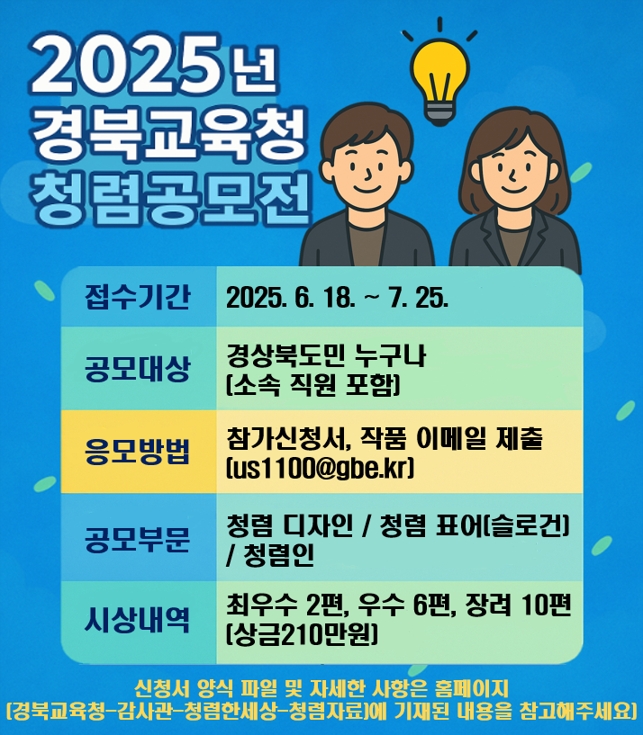 2025년
경북교육청
청렴공모전
접수기간
2025. 6. 18. ~ 7. 25.
공모대상
경상북도민 누구나
(소속 직원 포함)
응모방법
참가신청서, 작품 이메일 제출
(us1100@gbe.kr)
공모부문
청렴 디자인 / 청렴 표어(슬로건)
/ 청렴인
시상내역
최우수 2편, 우수 6편, 장려 10편
(상금210만원)
신청서 양식 파일 및 자세한 사항은 홈페이지
(경북교육청-감사관-청렴한세상-청렴자료)에 기재된 내용을 참고해주세요)